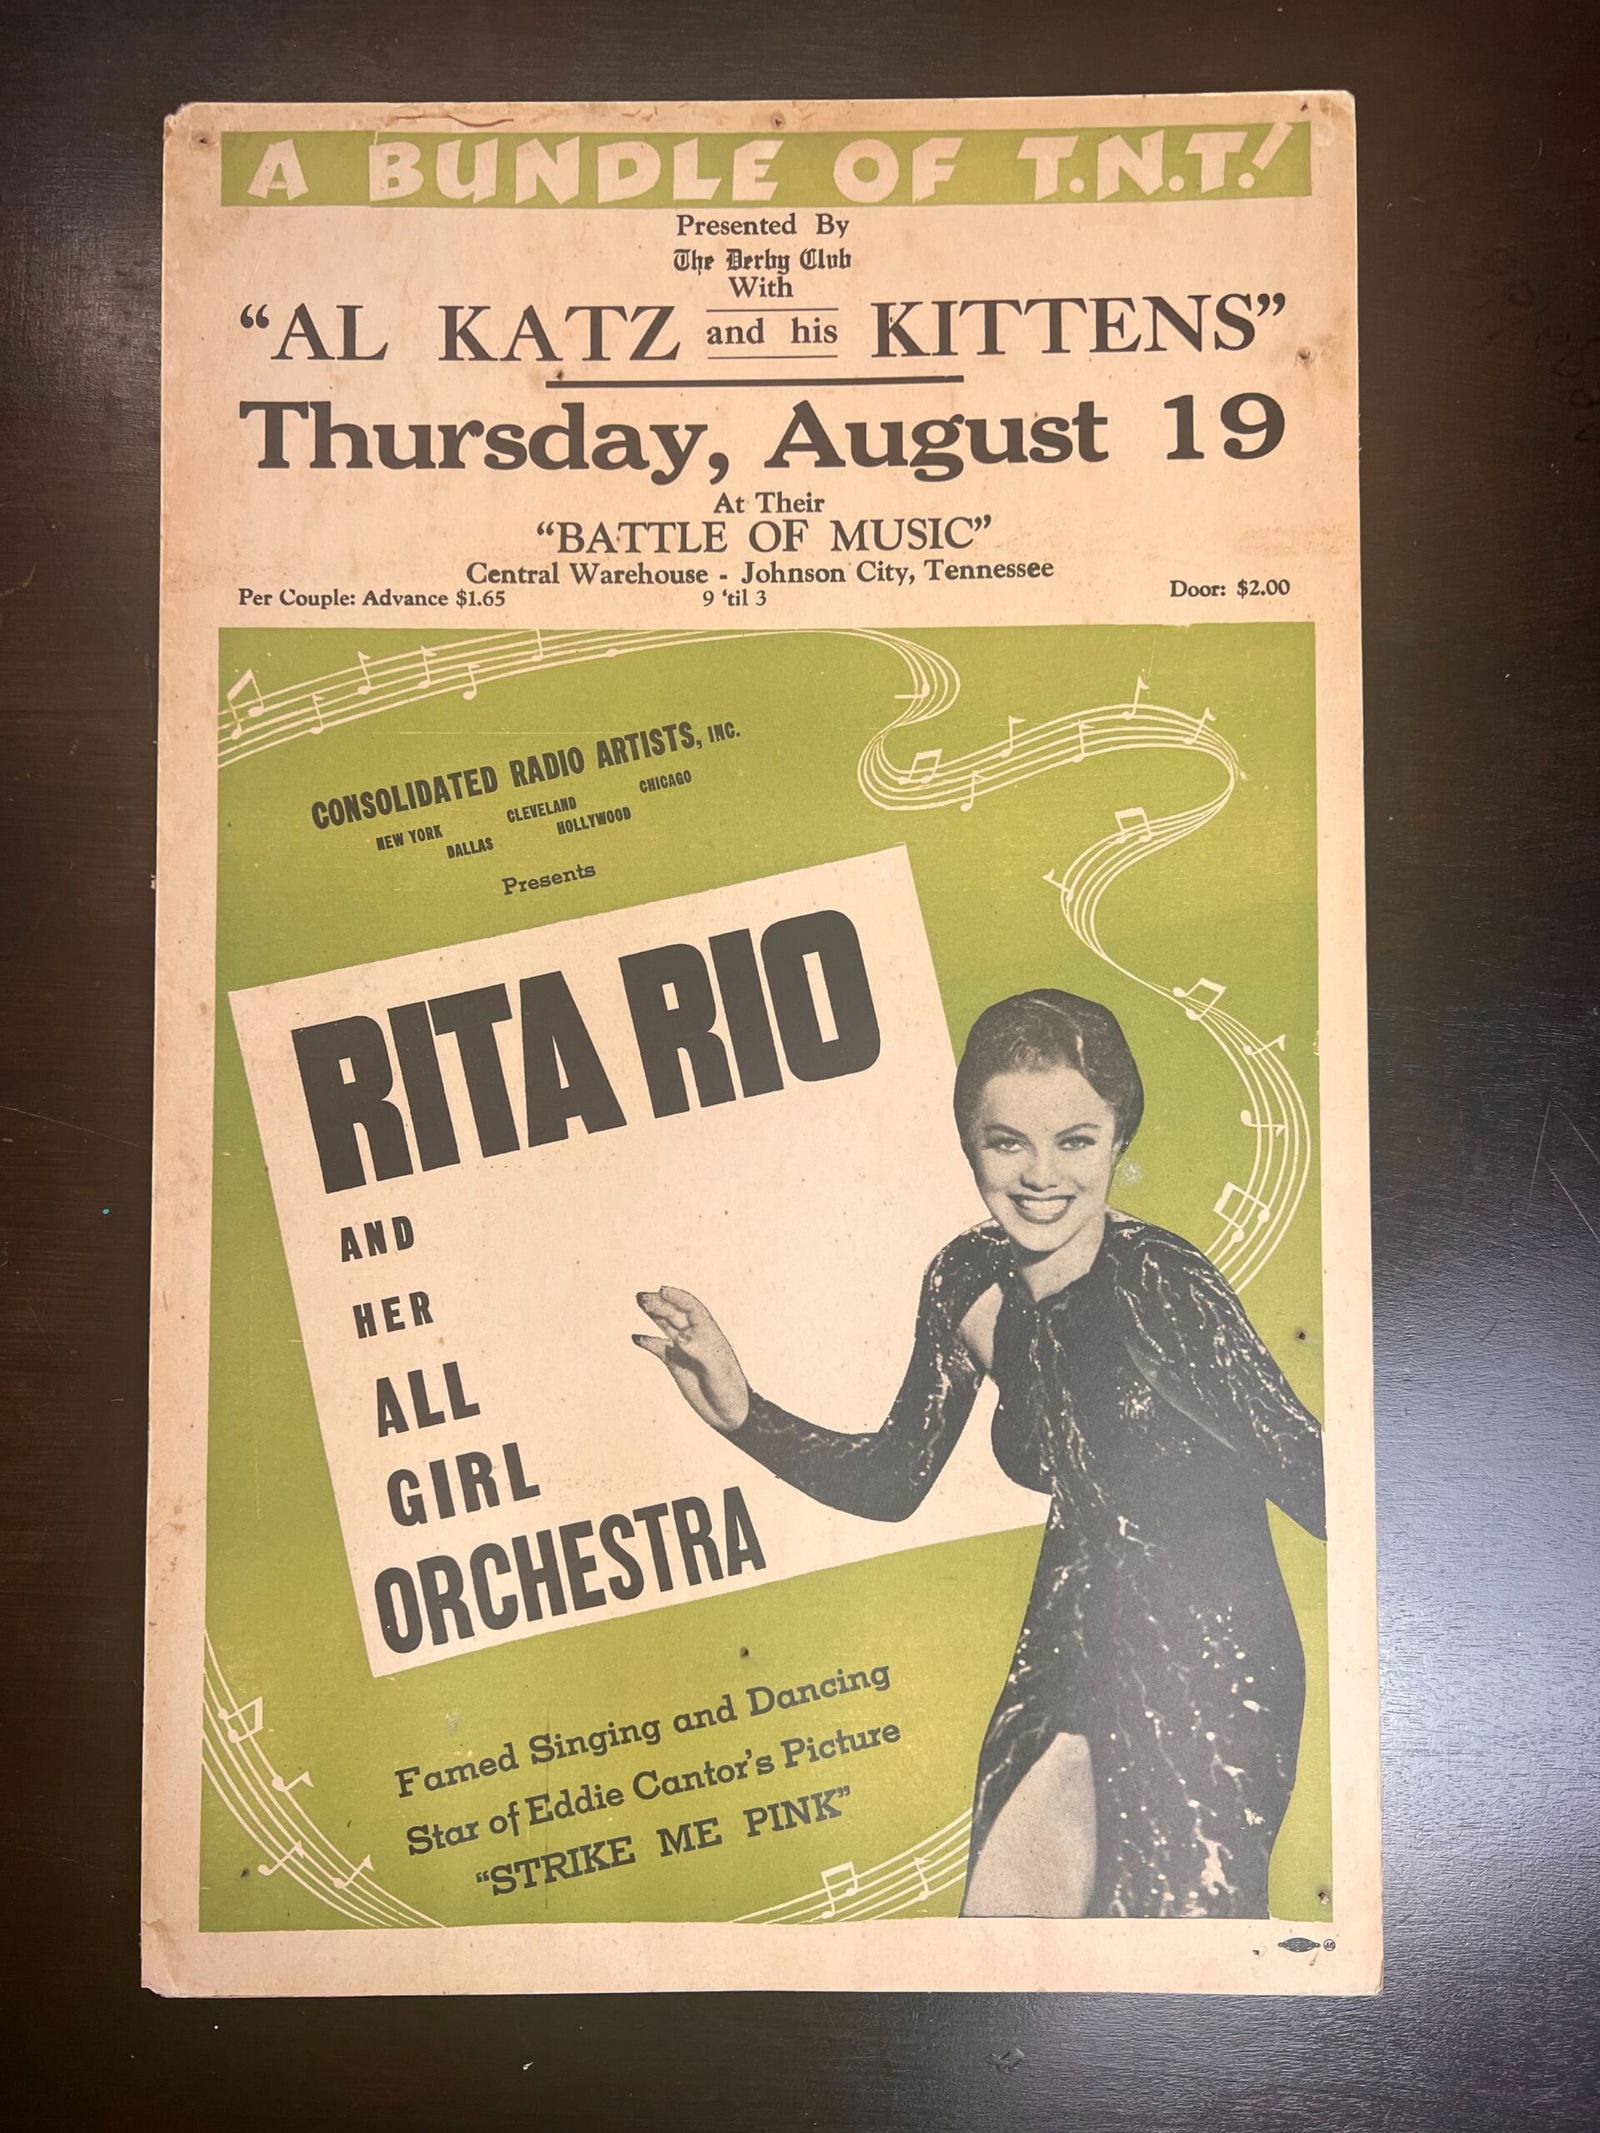 A BUNDLE OF T.N.T.!
Presented By
The Derby Club
With
"AL KATZ and his KITTENS"
Thursday, August 19
At Their
"BATTLE OF MUSIC"
Central Warehouse - Johnson City, Tennessee
Per Couple: Advance $1.65 9 'til 3 Door: $2.00
CONSOLIDATED RADIO ARTISTS, INC.
NEW YORK CLEVELAND CHICAGO
DALLAS HOLLYWOOD
Presents
RITA RIO
AND
HER
ALL
GIRL
ORCHESTRA
Famed Singing and Dancing
Star of Eddie Cantor's Picture
"STRIKE ME PINK"